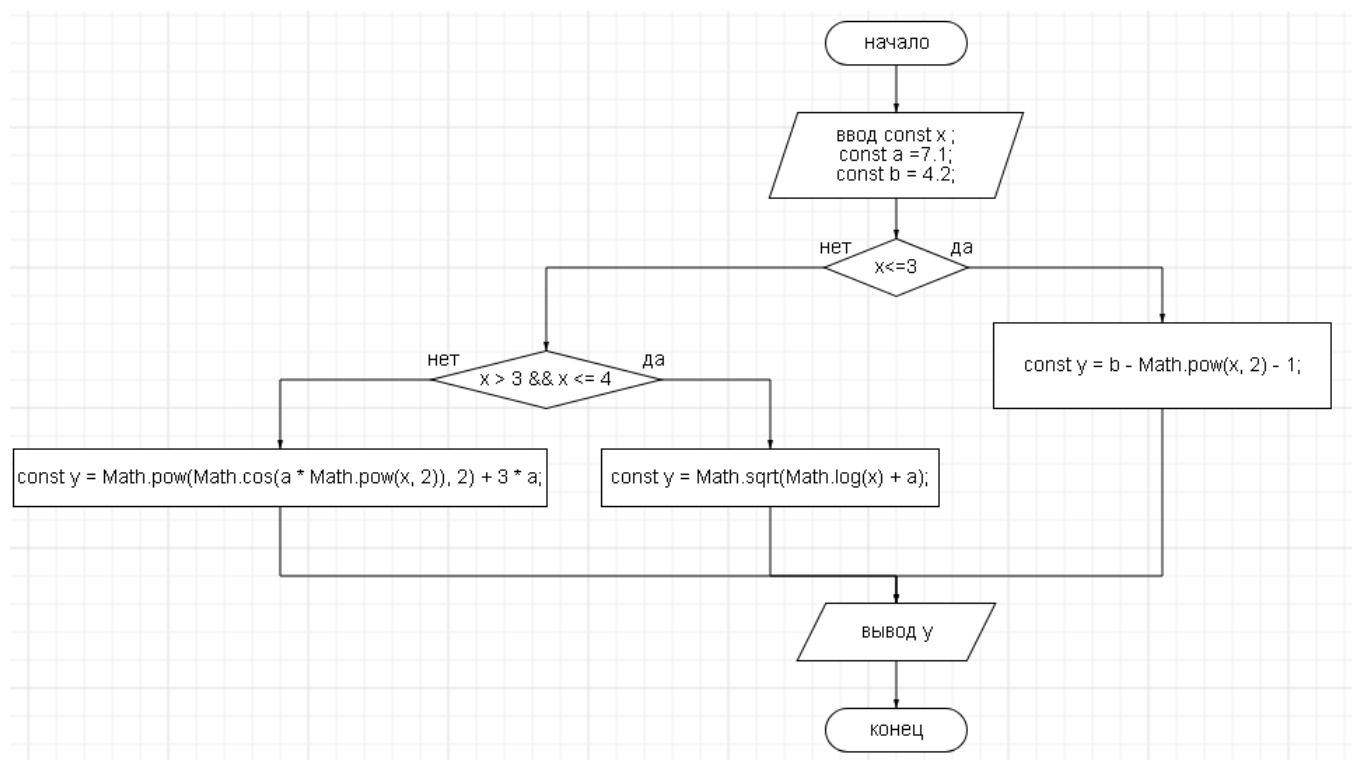 начало
ввод const x ;
const a =7.1;
const b = 4.2;
нет
да
x<=3
const y = b - Math.pow(x, 2) - 1;
нет
да
x > 3 && x <= 4
const y = Math.pow(Math.cos(a * Math.pow(x, 2)), 2) + 3 * a;
const y = Math.sqrt(Math.log(x) + a);
вывод y
конец